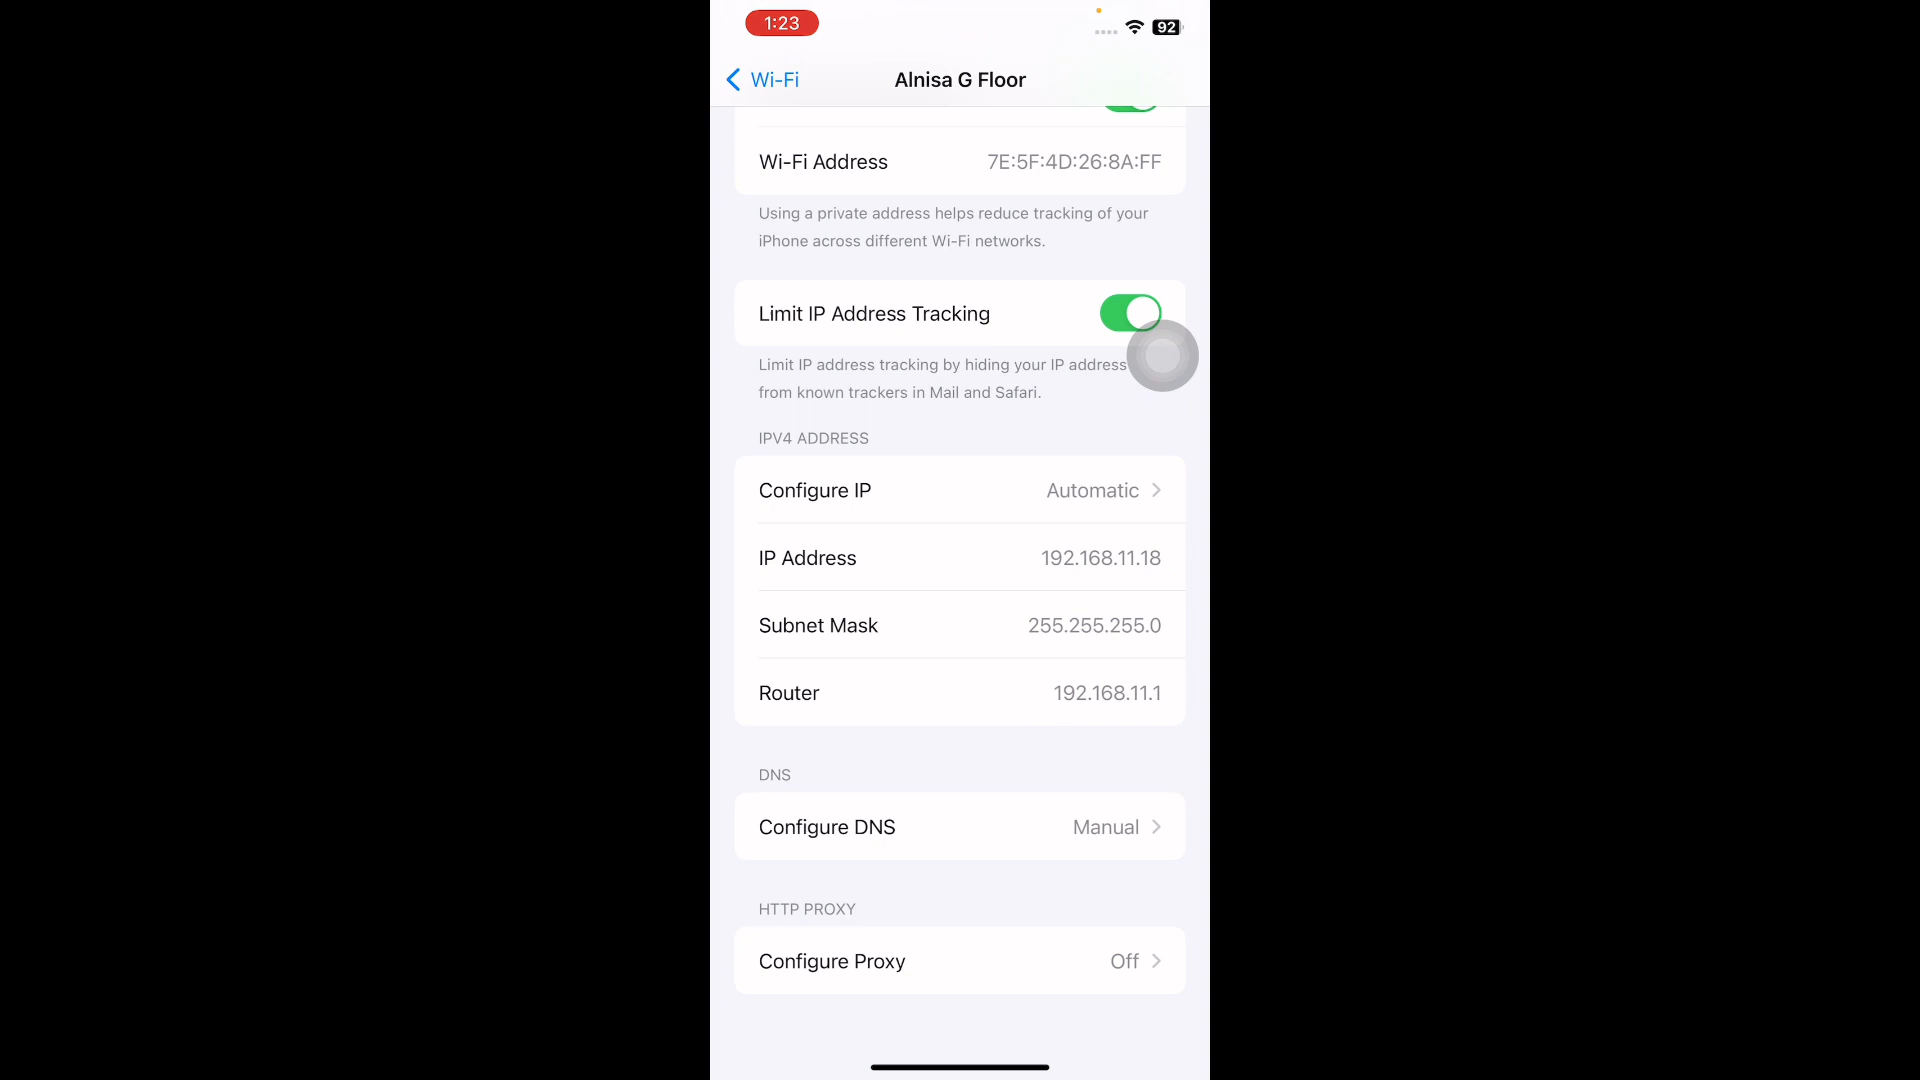 1:23
92
Wi-Fi
Alnisa G Floor
Wi-Fi Address 7E:5F:4D:26:8A:FF
Using a private address helps reduce tracking of your
iPhone across different Wi-Fi networks.
Limit IP Address Tracking
Limit IP address tracking by hiding your IP address
from known trackers in Mail and Safari.
IPV4 ADDRESS
Configure IP Automatic
IP Address 192.168.11.18
Subnet Mask 255.255.255.0
Router 192.168.11.1
DNS
Configure DNS Manual
HTTP PROXY
Configure Proxy Off